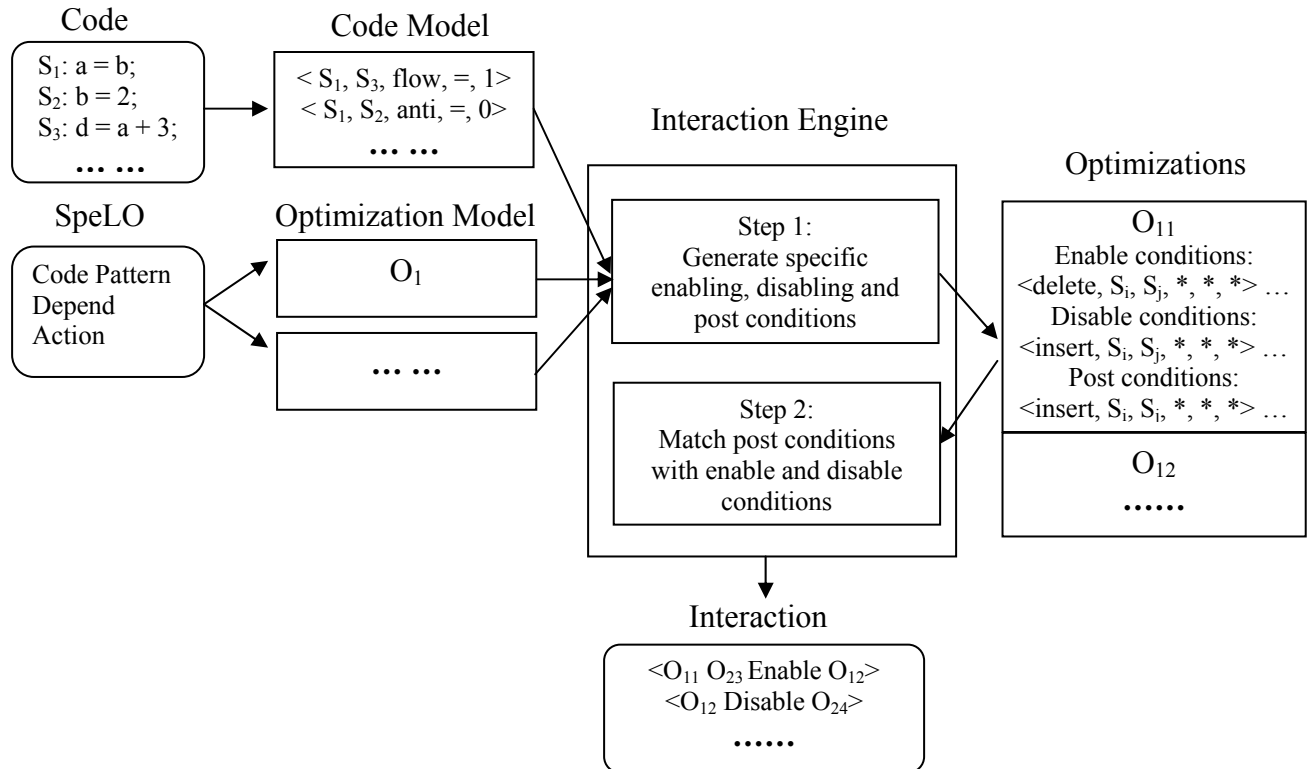 Code
S₁: a = b;
S₂: b = 2;
S₃: d = a + 3;
... ...
Code Model
< S₁, S₃, flow, =, 1>
< S₁, S₂, anti, =, 0>
... ...
SpeLO
Code Pattern
Depend
Action
Optimization Model
O₁
... ...
Interaction Engine
Step 1:
Generate specific
enabling, disabling and
post conditions
Step 2:
Match post conditions
with enable and disable
conditions
Optimizations
O₁₁
Enable conditions:
<delete, Sᵢ, Sⱼ, *, *, *> ...
Disable conditions:
<insert, Sᵢ, Sⱼ, *, *, *> ...
Post conditions:
<insert, Sᵢ, Sⱼ, *, *, *> ...
O₁₂
......
Interaction
<O₁₁ O₂₃ Enable O₁₂>
<O₁₂ Disable O₂₄>
......